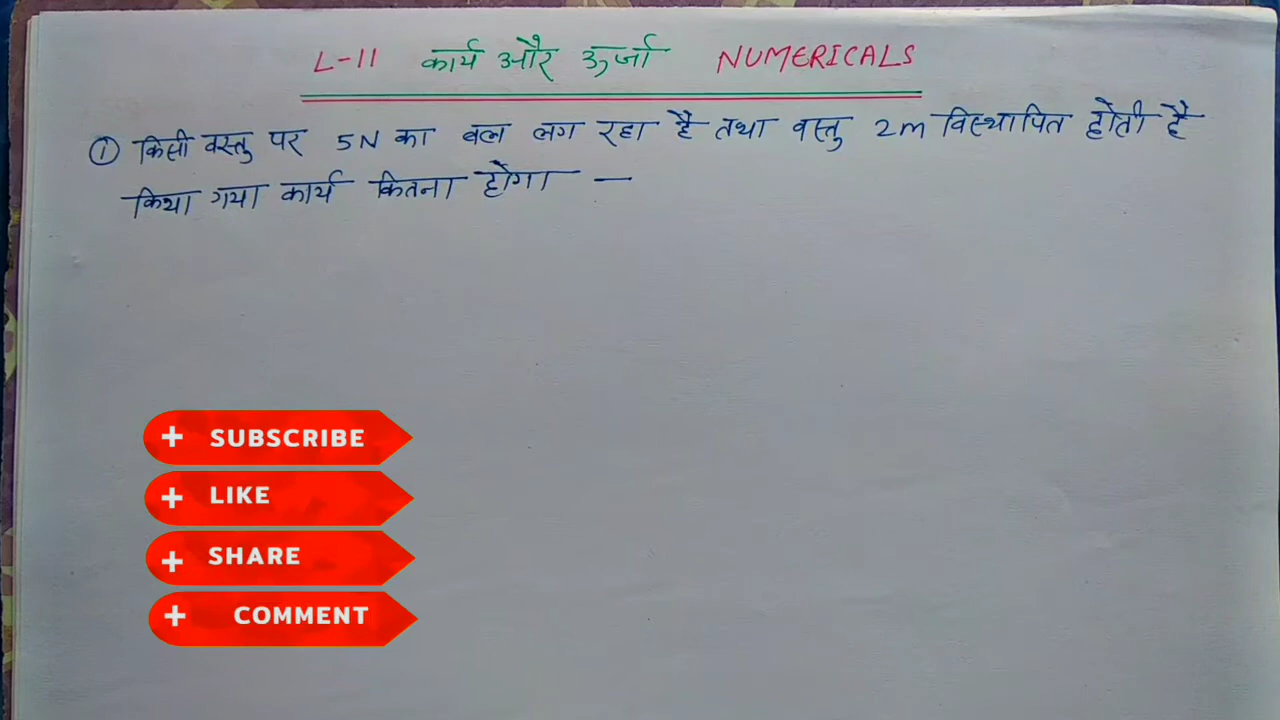 L-11 कार्य और ऊर्जा NUMERICALS
① किसी वस्तु पर 5N का बल लग रहा है तथा वस्तु 2m विस्थापित होती है
किया गया कार्य कितना होगा —
+ SUBSCRIBE
+ LIKE
+ SHARE
+ COMMENT